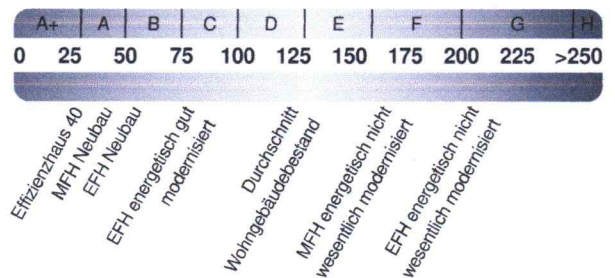 A+ A B C D E F G H
0 25 50 75 100 125 150 175 200 225 >250
Effizienzhaus 40
MFH Neubau
EFH Neubau
EFH energetisch gut
modernisiert
Durchschnitt
Wohngebäudebestand
MFH energetisch nicht
wesentlich modernisiert
EFH energetisch nicht
wesentlich modernisiert